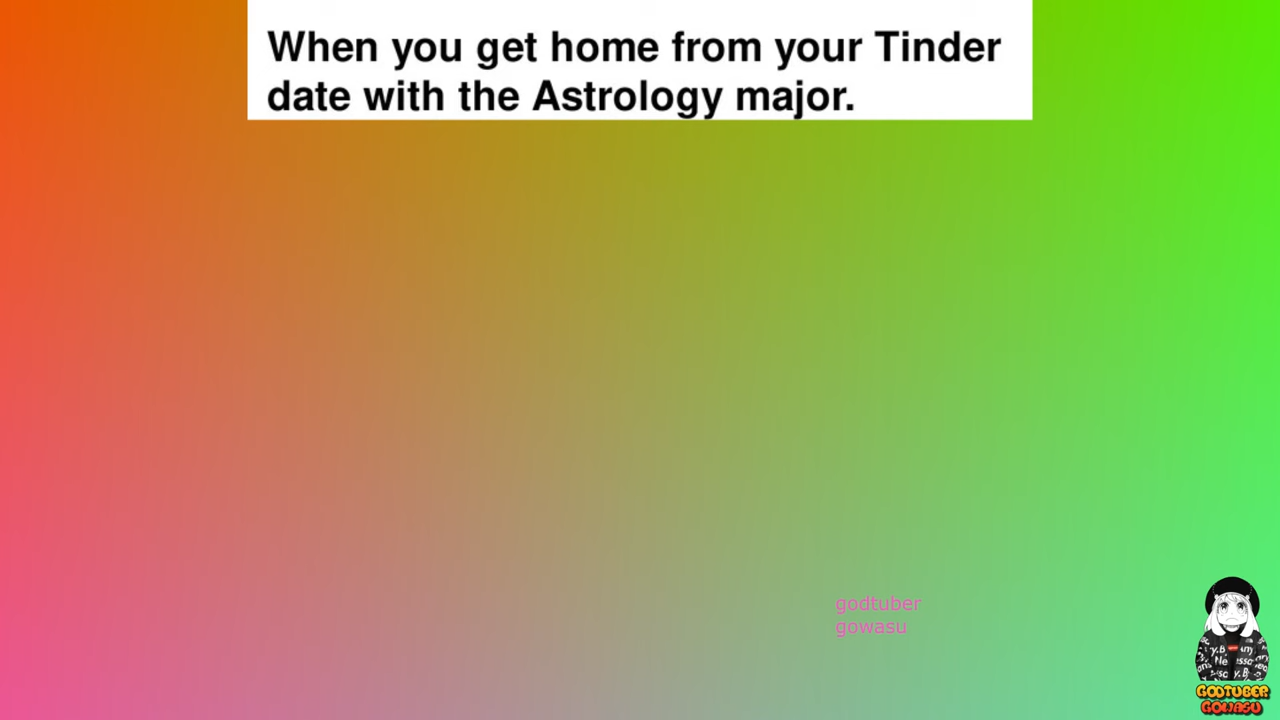 When you get home from your Tinder
date with the Astrology major.
godtuber
gowasu
GODTUBER
GOWASU